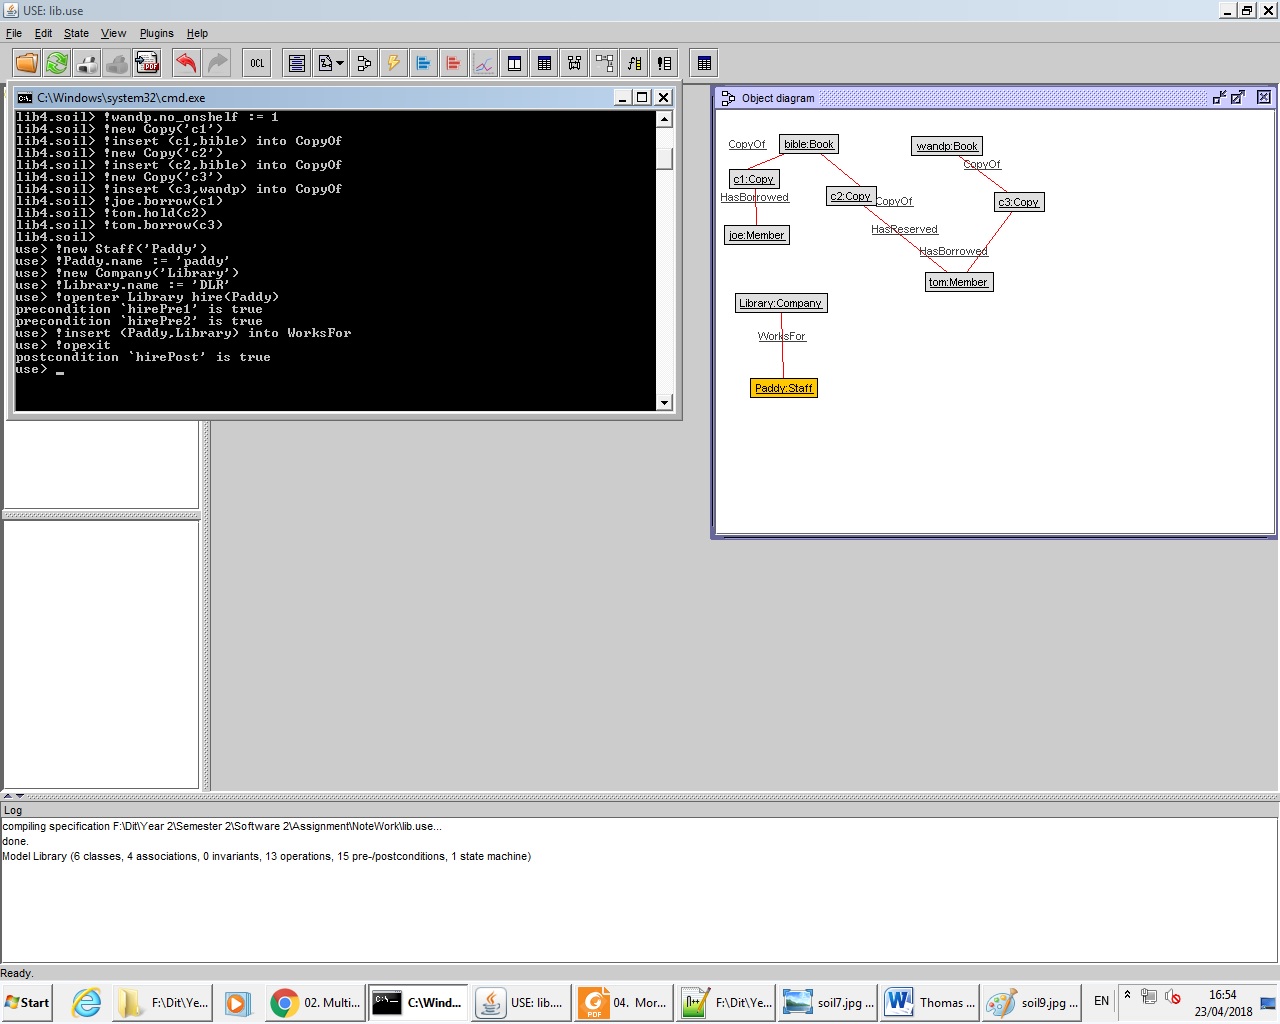 USE: lib.use
File Edit State View Plugins Help
OCL
PDF
C:\Windows\system32\cmd.exe
lib4.soil> !wandp.no_onshelf := 1
lib4.soil> !new Copy('c1')
lib4.soil> !insert (c1,bible) into CopyOf
lib4.soil> !new Copy('c2')
lib4.soil> !insert (c2,bible) into CopyOf
lib4.soil> !new Copy('c3')
lib4.soil> !insert (c3,wandp) into CopyOf
lib4.soil> !joe.borrow(c1)
lib4.soil> !tom.hold(c2)
lib4.soil> !tom.borrow(c3)
lib4.soil>
use> !new Staff('Paddy')
use> !Paddy.name := 'paddy'
use> !new Company('Library')
use> !Library.name := 'DLR'
use> !openter Library hire(Paddy)
precondition `hirePre1' is true
precondition `hirePre2' is true
use> !insert (Paddy,Library) into WorksFor
use> !opexit
postcondition `hirePost' is true
use> _
Object diagram
CopyOf
bible:Book
wandp:Book
CopyOf
c1:Copy
HasBorrowed
c2:Copy
CopyOf
c3:Copy
joe:Member
HasReserved
HasBorrowed
tom:Member
Library:Company
WorksFor
Paddy:Staff
Log
compiling specification F:\Dit\Year 2\Semester 2\Software 2\Assignment\NoteWork\lib.use...
done.
Model Library (6 classes, 4 associations, 0 invariants, 13 operations, 15 pre-/postconditions, 1 state machine)
Ready.
Start
F:\Dit\Ye...
02. Multi...
C:\Wind...
USE: lib....
04. Mor...
F:\Dit\Ye...
soil7.jpg ...
Thomas ...
soil9.jpg ...
EN
16:54
23/04/2018